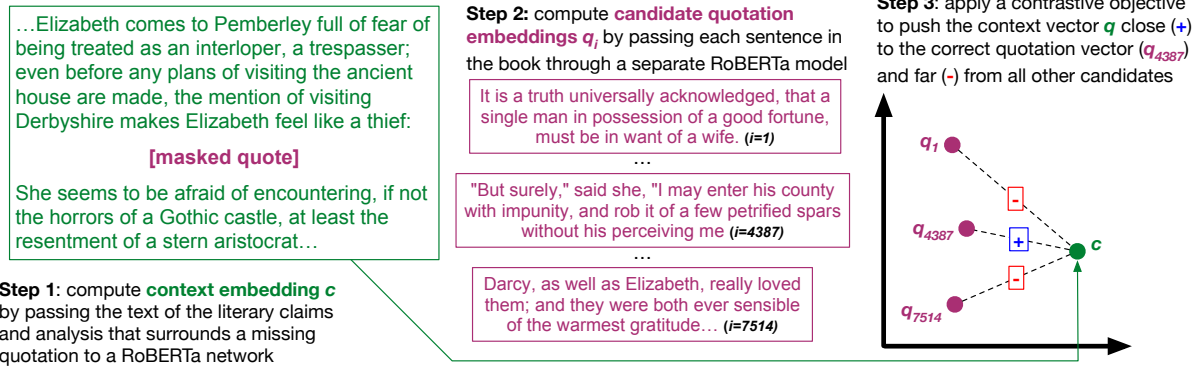 …Elizabeth comes to Pemberley full of fear of
being treated as an interloper, a trespasser;
even before any plans of visiting the ancient
house are made, the mention of visiting
Derbyshire makes Elizabeth feel like a thief:
[masked quote]
She seems to be afraid of encountering, if not
the horrors of a Gothic castle, at least the
resentment of a stern aristocrat…
Step 1: compute context embedding c
by passing the text of the literary claims
and analysis that surrounds a missing
quotation to a RoBERTa network
Step 2: compute candidate quotation
embeddings qi by passing each sentence in
the book through a separate RoBERTa model
It is a truth universally acknowledged, that a
single man in possession of a good fortune,
must be in want of a wife. (i=1)
…
"But surely," said she, "I may enter his county
with impunity, and rob it of a few petrified spars
without his perceiving me (i=4387)
…
Darcy, as well as Elizabeth, really loved
them; and they were both ever sensible
of the warmest gratitude… (i=7514)
Step 3: apply a contrastive objective
to push the context vector q close (+)
to the correct quotation vector (q4387)
and far (-) from all other candidates
q1
-
q4387
+
c
-
q7514